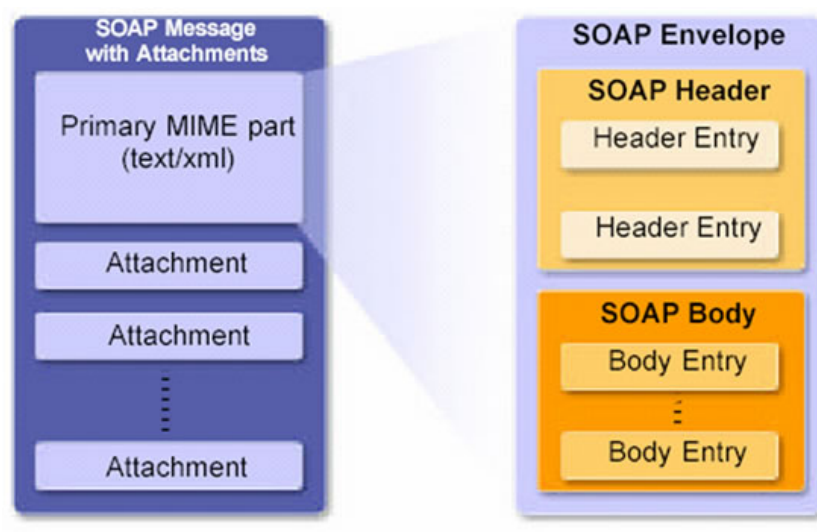 SOAP Message
with Attachments
Primary MIME part
(text/xml)
Attachment
Attachment
Attachment
SOAP Envelope
SOAP Header
Header Entry
Header Entry
SOAP Body
Body Entry
Body Entry